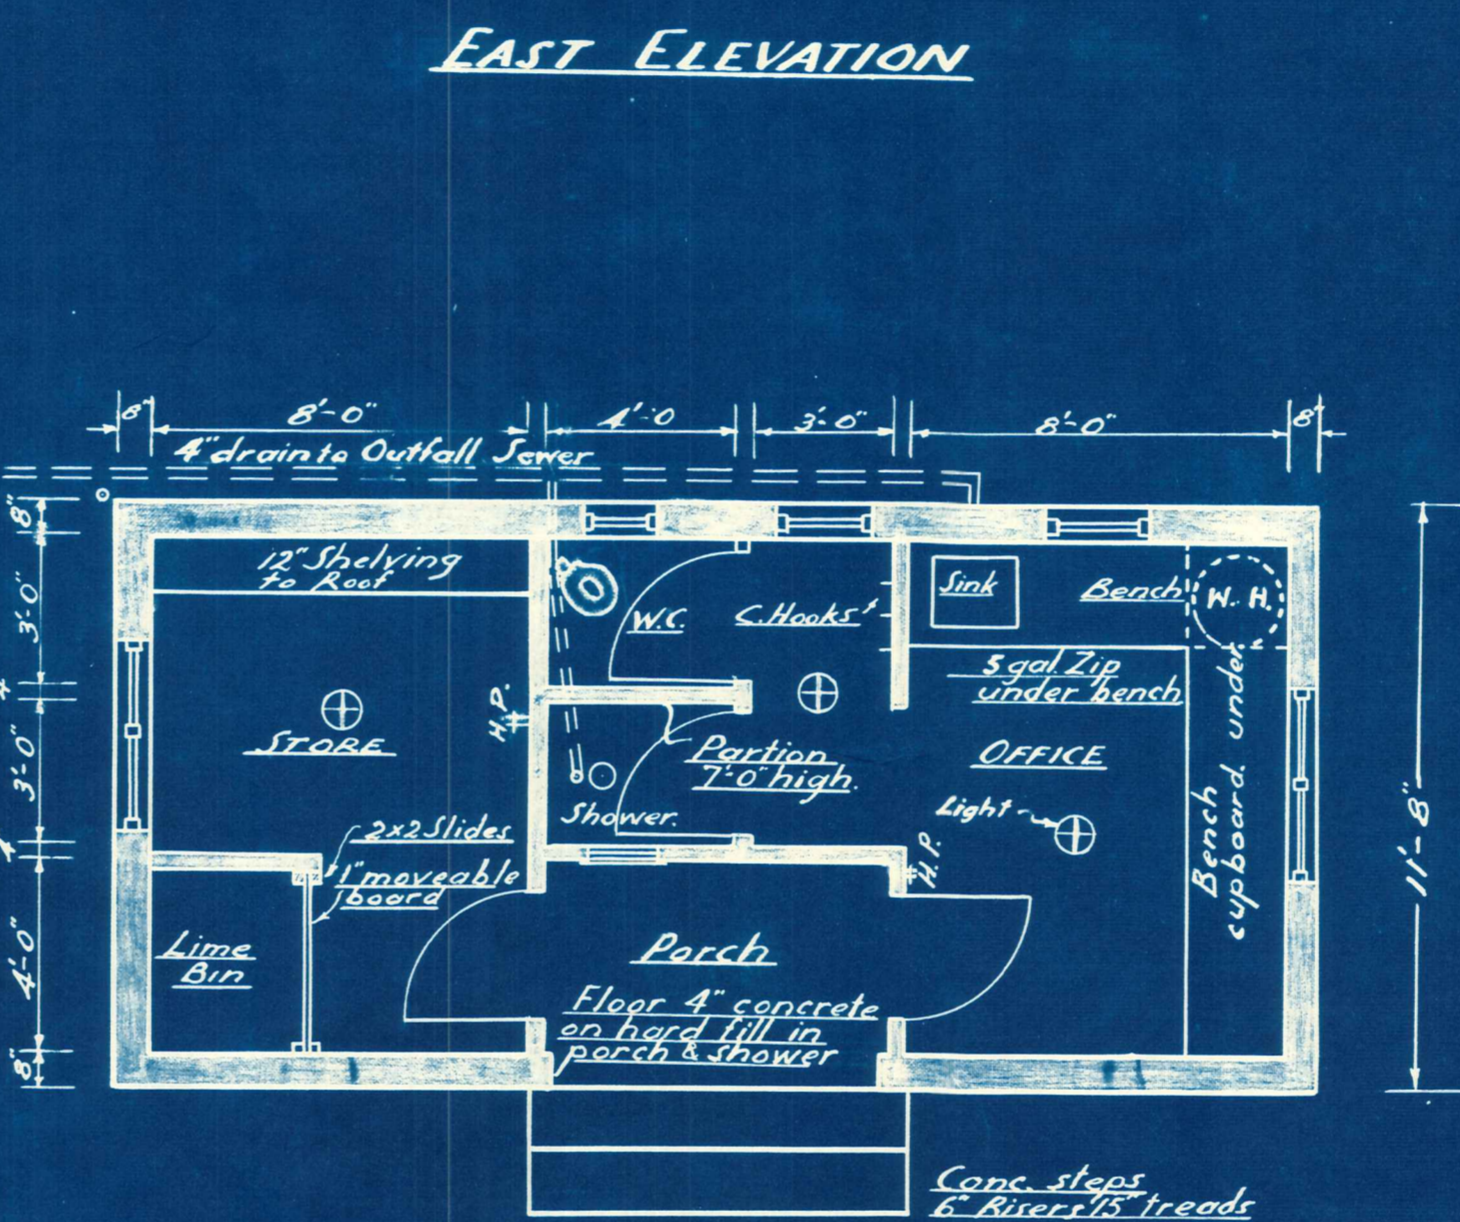 EAST ELEVATION
8" 8'-0" 4'-0 3'-0" 8'-0" 8"
4" drain to Outfall Sewer
8"
3'-0"
3'-0"
4'-0"
8"
11'-8"
12" Shelving
to Roof
W.C.
C. Hooks
Sink
Bench
W. H.
5 gal. Zip
under bench
H.P.
STORE
Partion
7'-0" high.
OFFICE
Shower.
Light
2x2 Slides
1" moveable
board
H.P.
Bench
cupboard under.
Lime
Bin
Porch
Floor 4" concrete
on hard fill in
porch & shower
Conc. steps
6" Risers 15" treads